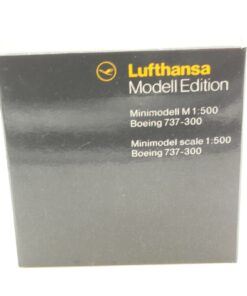 Lufthansa
Modell Edition
Minimodell M 1:500
Boeing 737-300
Minimodel scale 1:500
Boeing 737-300